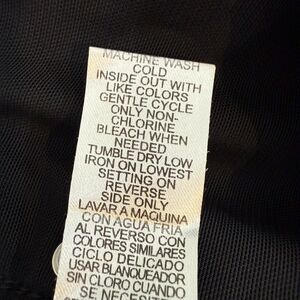 MACHINE WASH
COLD
INSIDE OUT WITH
LIKE COLORS
GENTLE CYCLE
ONLY NON-
CHLORINE
BLEACH WHEN
NEEDED
TUMBLE DRY LOW
IRON ON LOWEST
SETTING ON
REVERSE
SIDE ONLY
LAVAR A MAQUINA
CON AGUA FRIA
AL REVERSO CON
COLORES SIMILARES
CICLO DELICADO
USAR BLANQUEADOR
SIN CLORO CUANDO
SE NECESITE